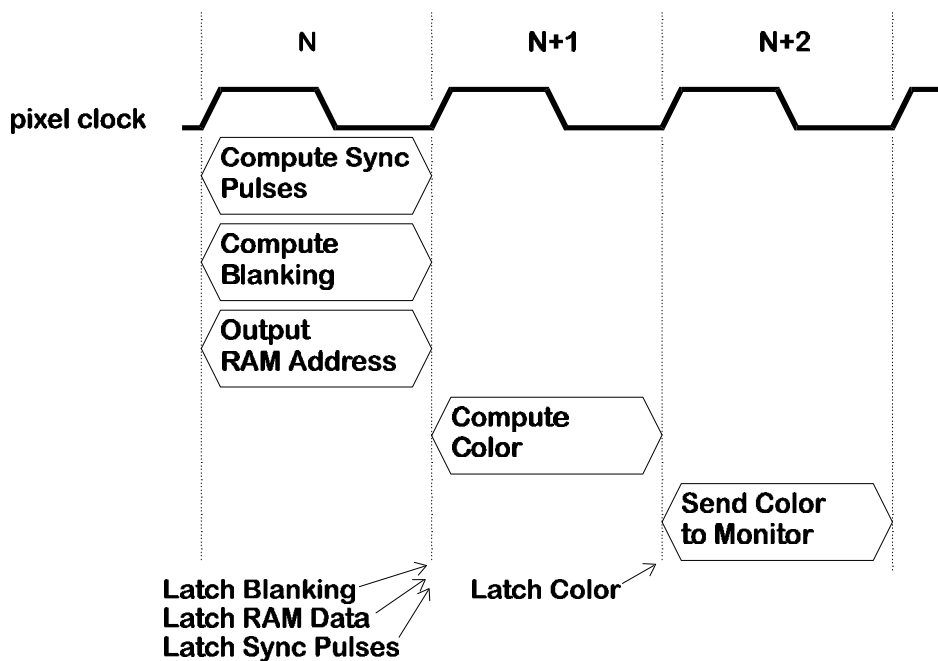 N N+1 N+2
pixel clock
Compute Sync
Pulses
Compute
Blanking
Output
RAM Address
Compute
Color
Send Color
to Monitor
Latch Blanking
Latch RAM Data
Latch Sync Pulses
Latch Color